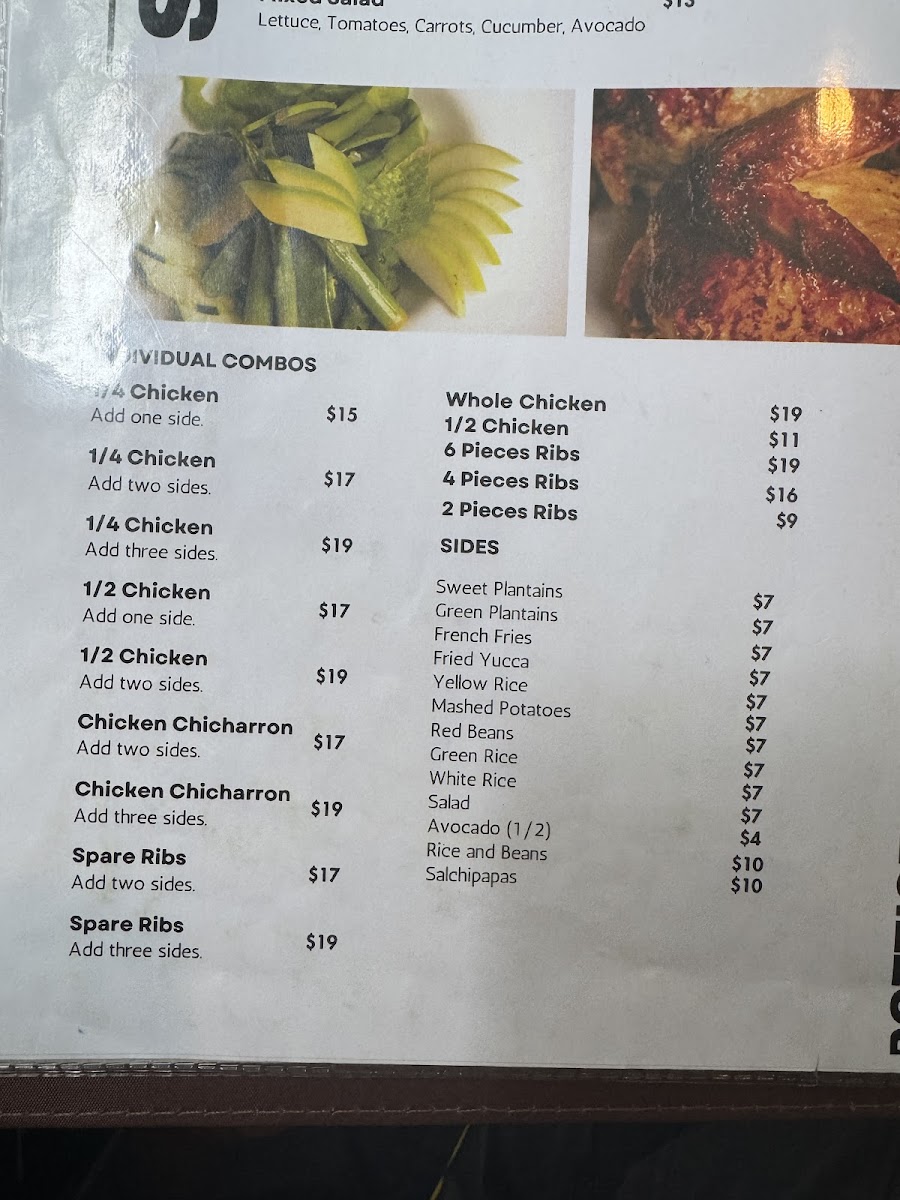 Mixed Salad $13
Lettuce, Tomatoes, Carrots, Cucumber, Avocado
INDIVIDUAL COMBOS
1/4 Chicken
Add one side. $15
1/4 Chicken
Add two sides. $17
1/4 Chicken
Add three sides. $19
1/2 Chicken
Add one side. $17
1/2 Chicken
Add two sides. $19
Chicken Chicharron
Add two sides. $17
Chicken Chicharron
Add three sides. $19
Spare Ribs
Add two sides. $17
Spare Ribs
Add three sides. $19
Whole Chicken $19
1/2 Chicken $11
6 Pieces Ribs $19
4 Pieces Ribs $16
2 Pieces Ribs $9
SIDES
Sweet Plantains $7
Green Plantains $7
French Fries $7
Fried Yucca $7
Yellow Rice $7
Mashed Potatoes $7
Red Beans $7
Green Rice $7
White Rice $7
Salad $7
Avocado (1/2) $4
Rice and Beans $10
Salchipapas $10